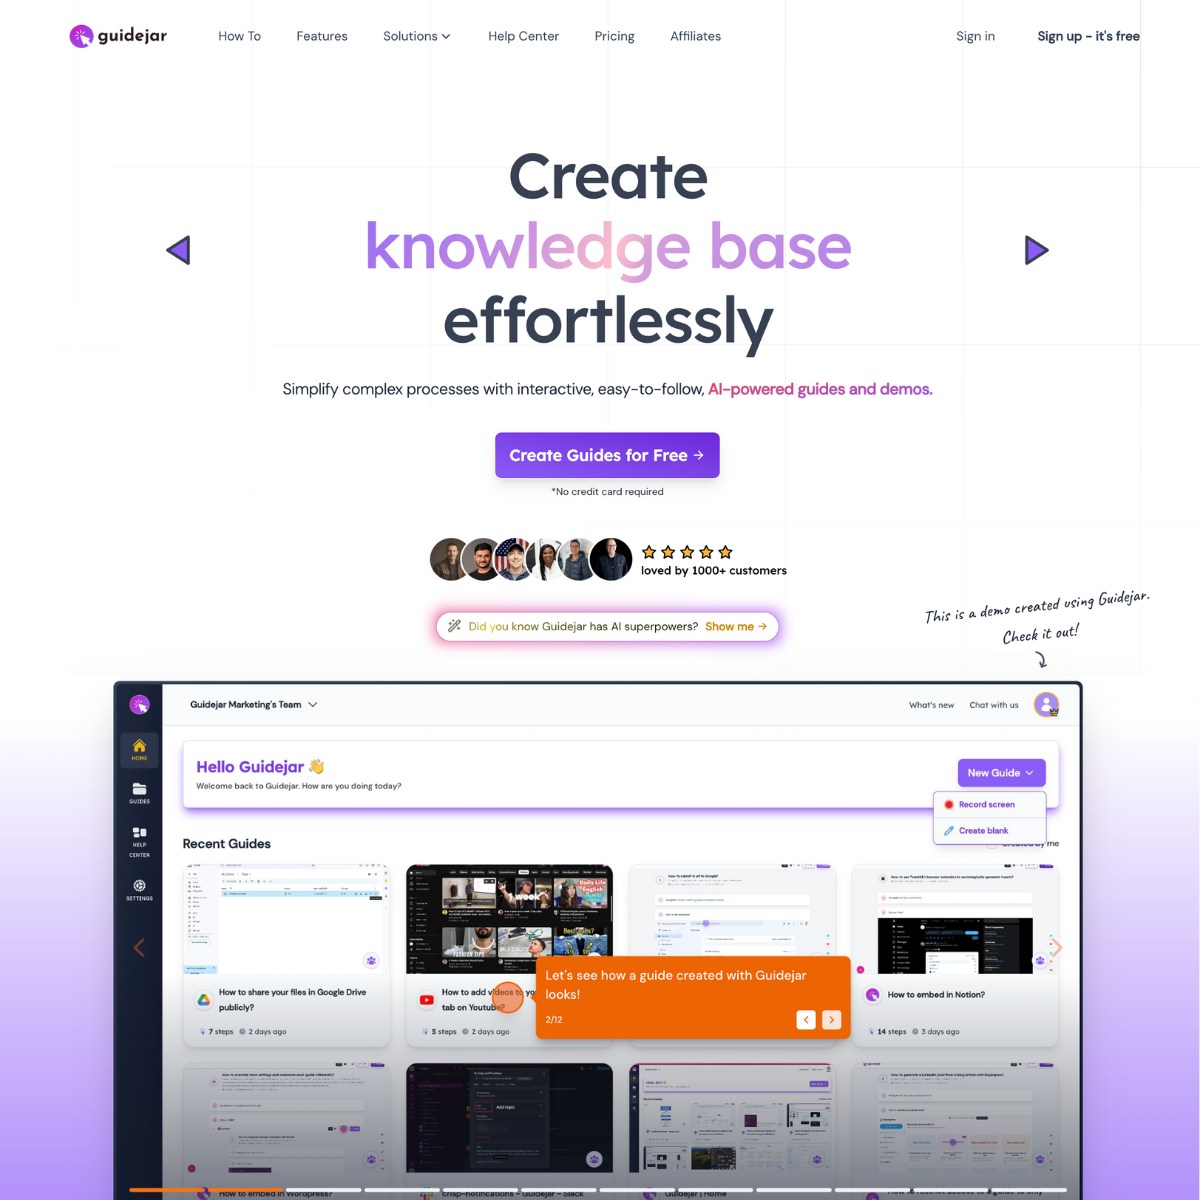 guidejar
How To
Features
Solutions
Help Center
Pricing
Affiliates
Sign in
Sign up - it's free
Create
knowledge base
effortlessly
Simplify complex processes with interactive, easy-to-follow, AI-powered guides and demos.
Create Guides for Free →
*No credit card required
loved by 1000+ customers
Did you know Guidejar has AI superpowers? Show me →
This is a demo created using Guidejar.
Check it out!
Guidejar Marketing's Team
What's new
Chat with us
HOME
GUIDES
HELP
CENTER
SETTINGS
Hello Guidejar 👋
Welcome back to Guidejar. How are you doing today?
New Guide
Record screen
Create blank
Recent Guides
Created by me
How to share your files in Google Drive
publicly?
7 steps
2 days ago
How to add videos to
tab on Youtube?
5 steps
2 days ago
Let's see how a guide created with Guidejar
looks!
2/12
How to embed in Notion?
14 steps
3 days ago
How to embed in Wordpress?
crisp-notifications - Guidejar - Slack
Guidejar | Home